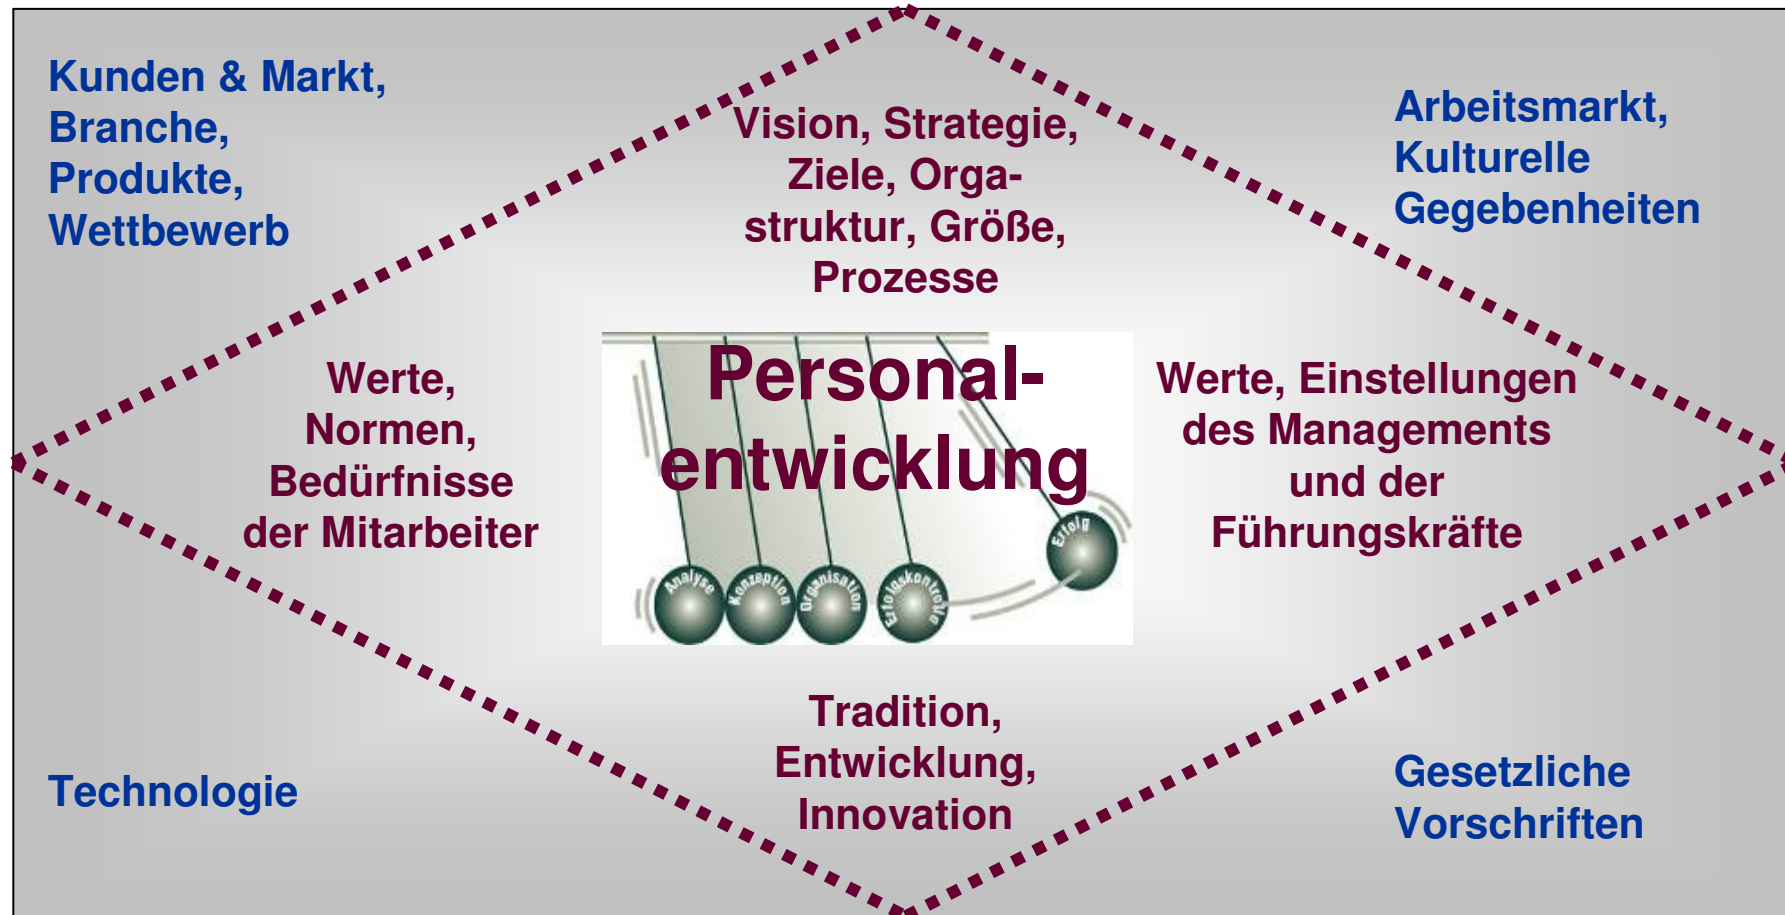 Kunden & Markt,
Branche,
Produkte,
Wettbewerb
Vision, Strategie,
Ziele, Orga-
struktur, Größe,
Prozesse
Arbeitsmarkt,
Kulturelle
Gegebenheiten
Werte,
Normen,
Bedürfnisse
der Mitarbeiter
Personal-
entwicklung
Analyse
Konzeption
Organisation
Erfolgskontrolle
Erfolg
Werte, Einstellungen
des Managements
und der
Führungskräfte
Technologie
Tradition,
Entwicklung,
Innovation
Gesetzliche
Vorschriften